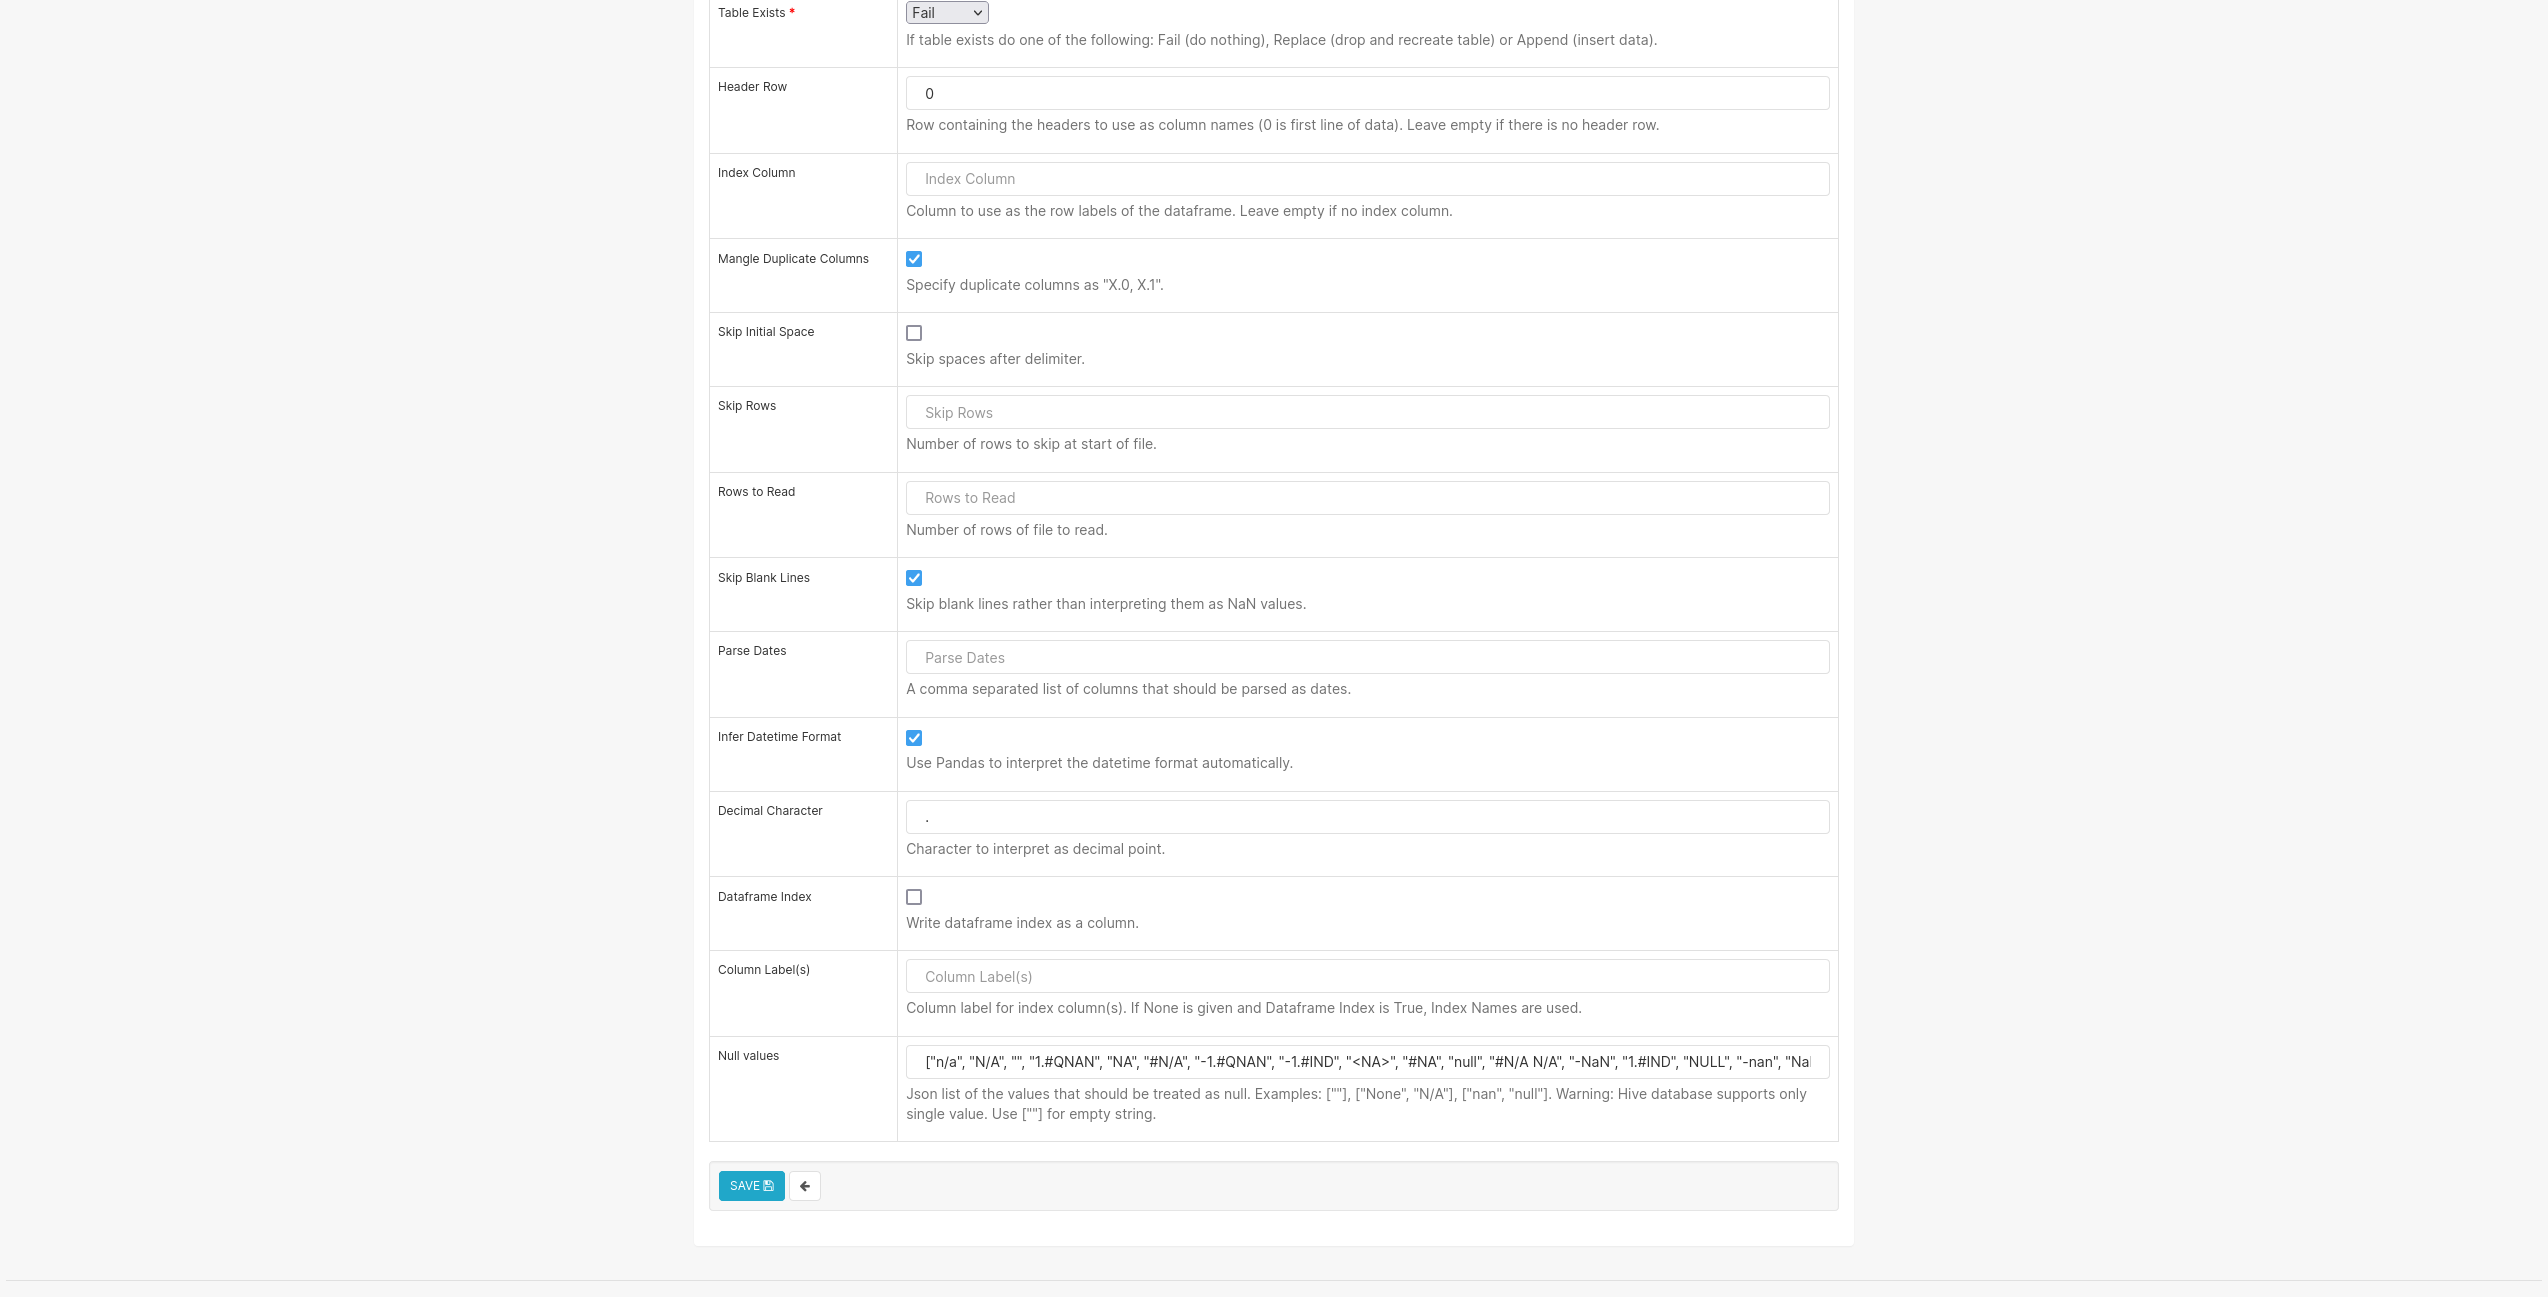 Table Exists *
Fail
If table exists do one of the following: Fail (do nothing), Replace (drop and recreate table) or Append (insert data).
Header Row
0
Row containing the headers to use as column names (0 is first line of data). Leave empty if there is no header row.
Index Column
Index Column
Column to use as the row labels of the dataframe. Leave empty if no index column.
Mangle Duplicate Columns
Specify duplicate columns as "X.0, X.1".
Skip Initial Space
Skip spaces after delimiter.
Skip Rows
Skip Rows
Number of rows to skip at start of file.
Rows to Read
Rows to Read
Number of rows of file to read.
Skip Blank Lines
Skip blank lines rather than interpreting them as NaN values.
Parse Dates
Parse Dates
A comma separated list of columns that should be parsed as dates.
Infer Datetime Format
Use Pandas to interpret the datetime format automatically.
Decimal Character
.
Character to interpret as decimal point.
Dataframe Index
Write dataframe index as a column.
Column Label(s)
Column Label(s)
Column label for index column(s). If None is given and Dataframe Index is True, Index Names are used.
Null values
["n/a", "N/A", "", "1.#QNAN", "NA", "#N/A", "-1.#QNAN", "-1.#IND", "<NA>", "#NA", "null", "#N/A N/A", "-NaN", "1.#IND", "NULL", "-nan", "Na
Json list of the values that should be treated as null. Examples: [""], ["None", "N/A"], ["nan", "null"]. Warning: Hive database supports only
single value. Use [""] for empty string.
SAVE